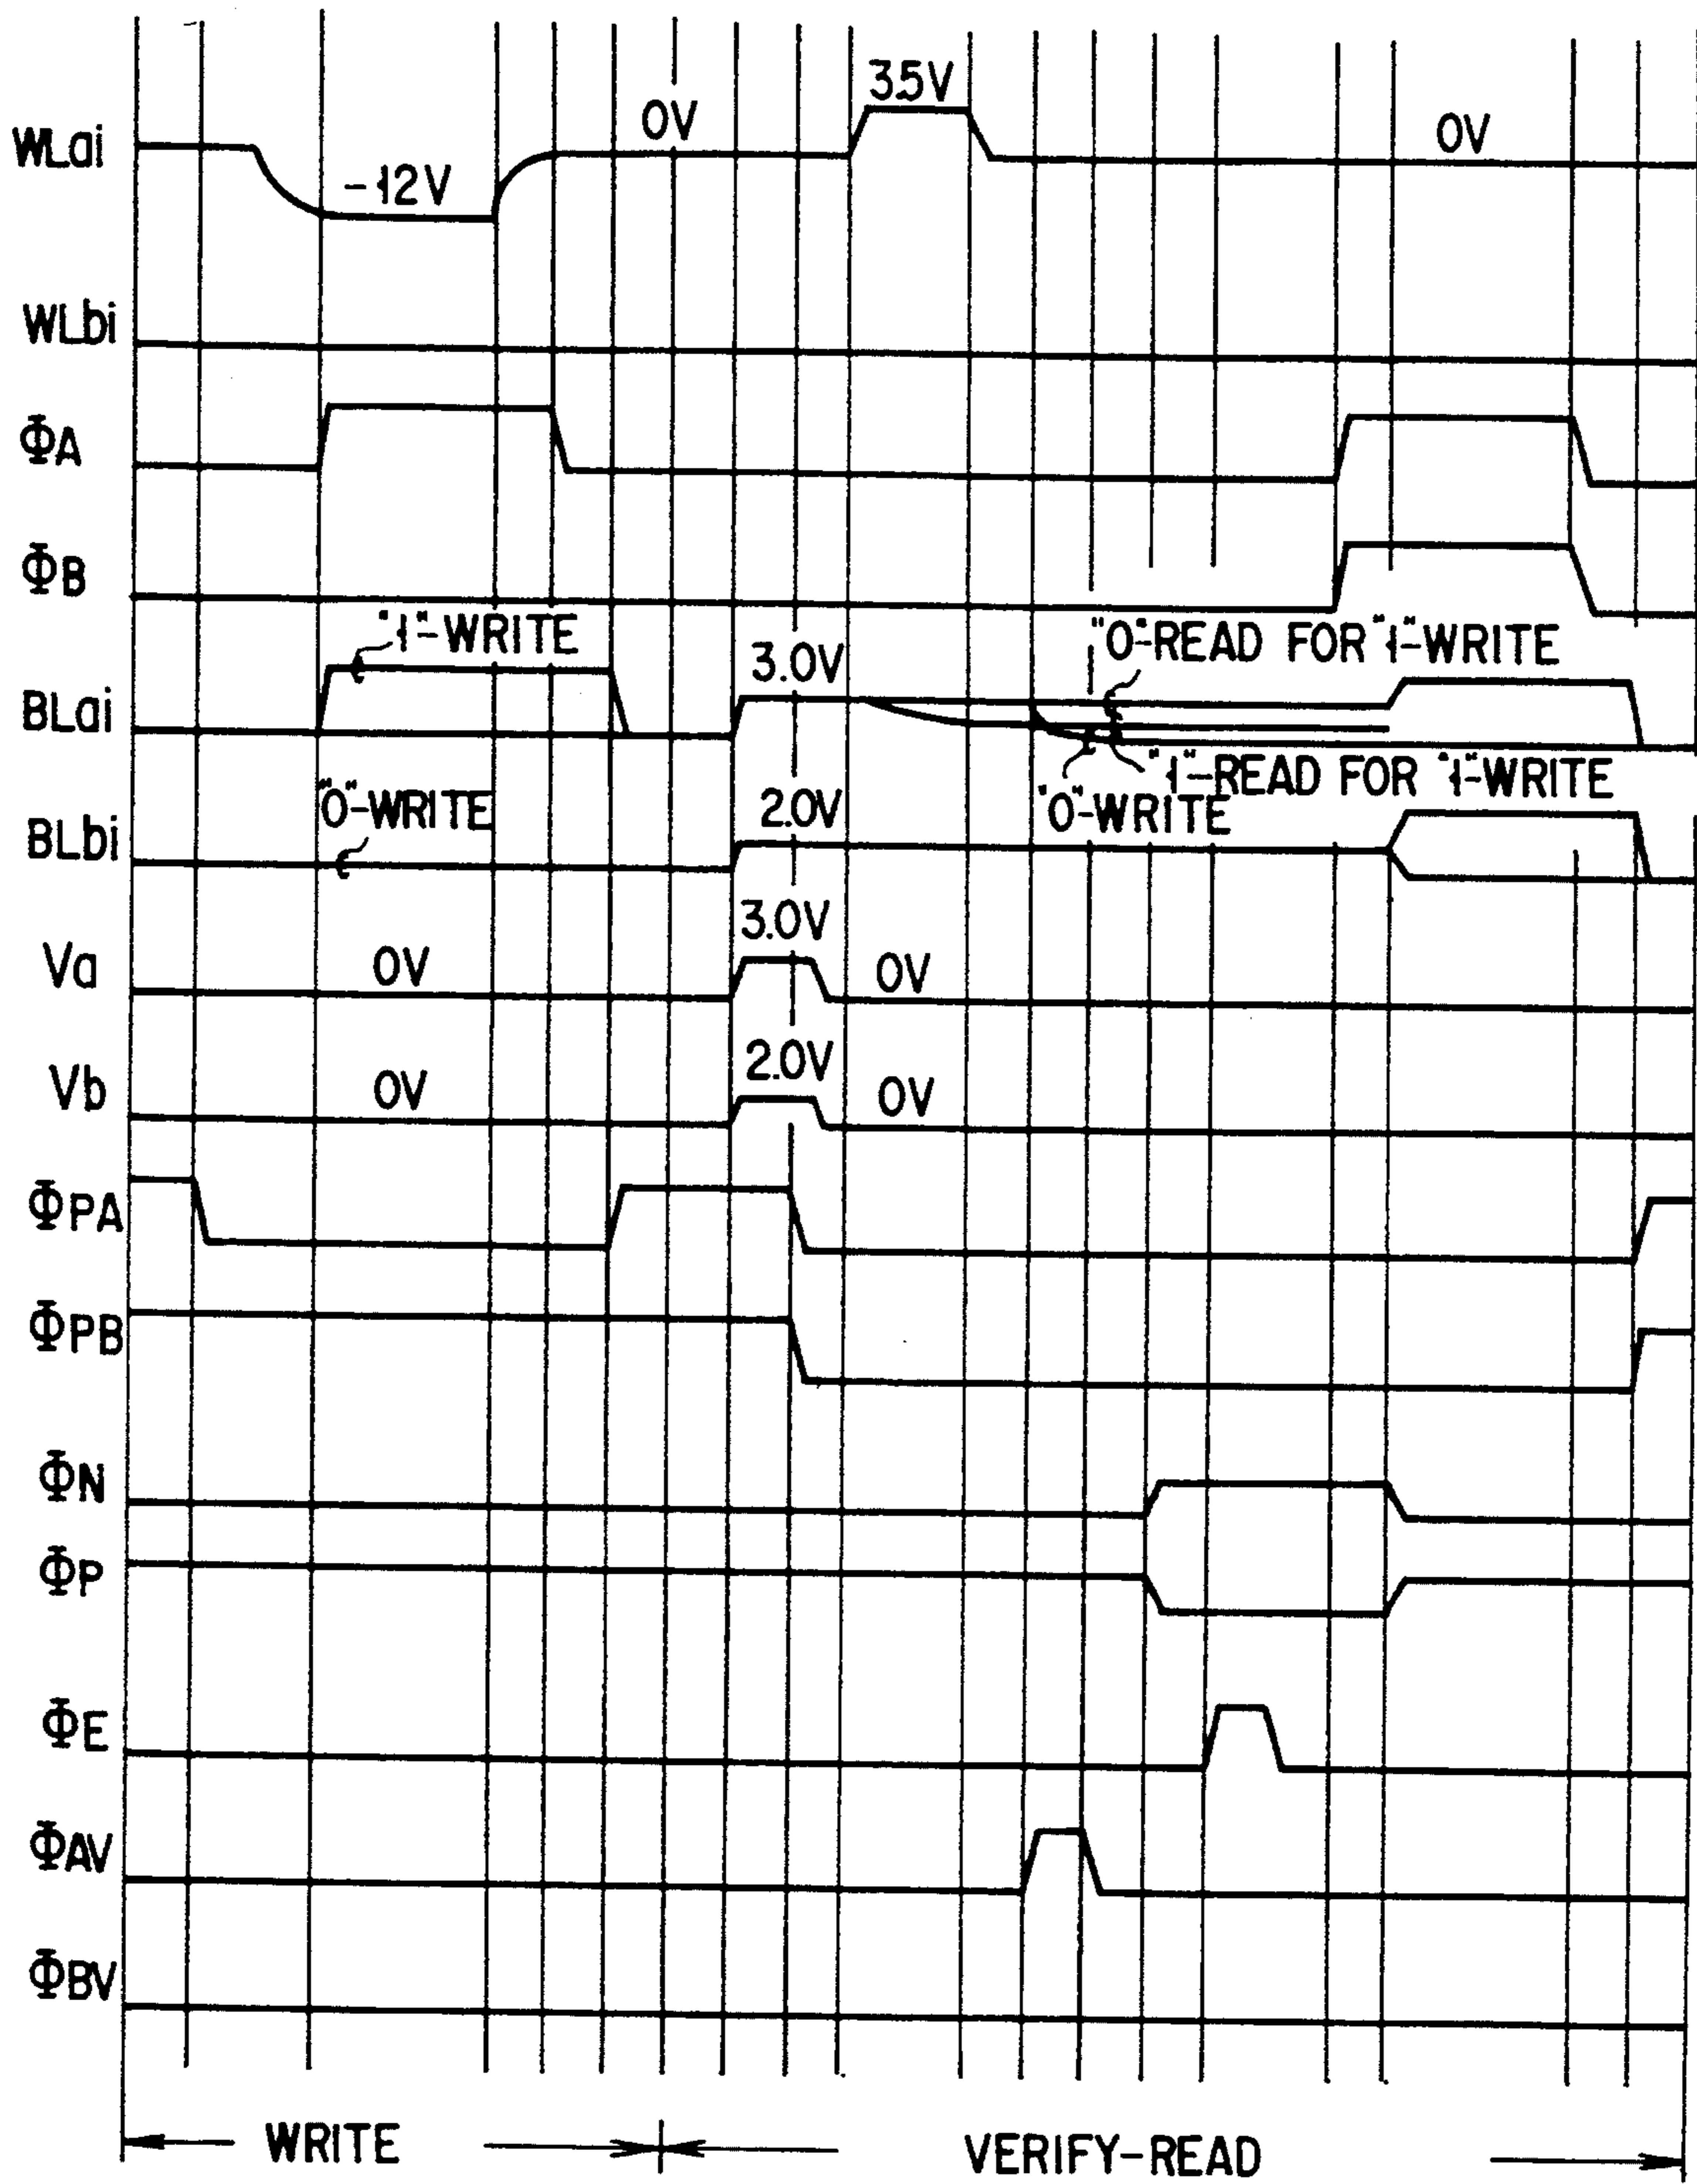 3.5V
WLai 0V 0V
-12V
WLbi
ΦA
ΦB
"1"-WRITE "0"-READ FOR "1"-WRITE
3.0V
BLai
"1"-READ FOR "1"-WRITE
"0"-WRITE 2.0V "0"-WRITE
BLbi
3.0V
Va 0V 0V
2.0V
Vb 0V 0V
ΦPA
ΦPB
ΦN
ΦP
ΦE
ΦAV
ΦBV
WRITE VERIFY-READ